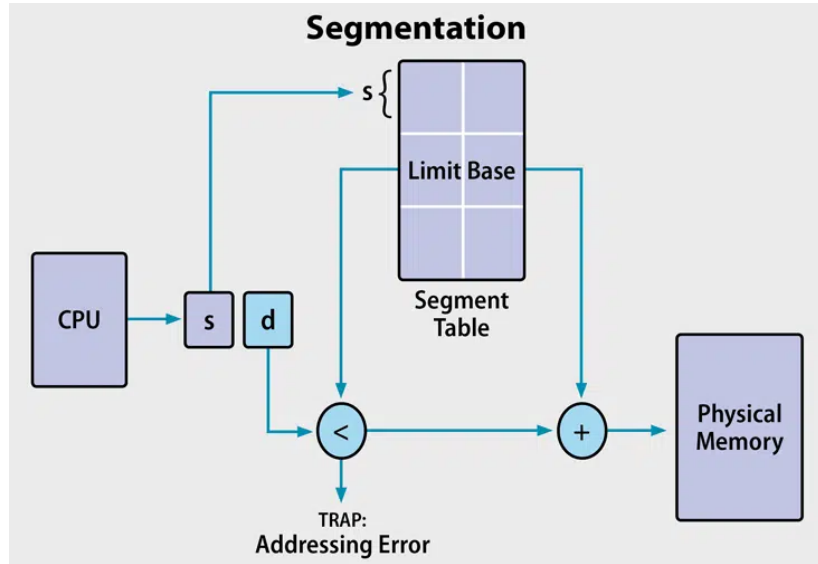 Segmentation
s {
Limit Base
CPU
s d
Segment
Table
Physical
Memory
< +
TRAP:
Addressing Error